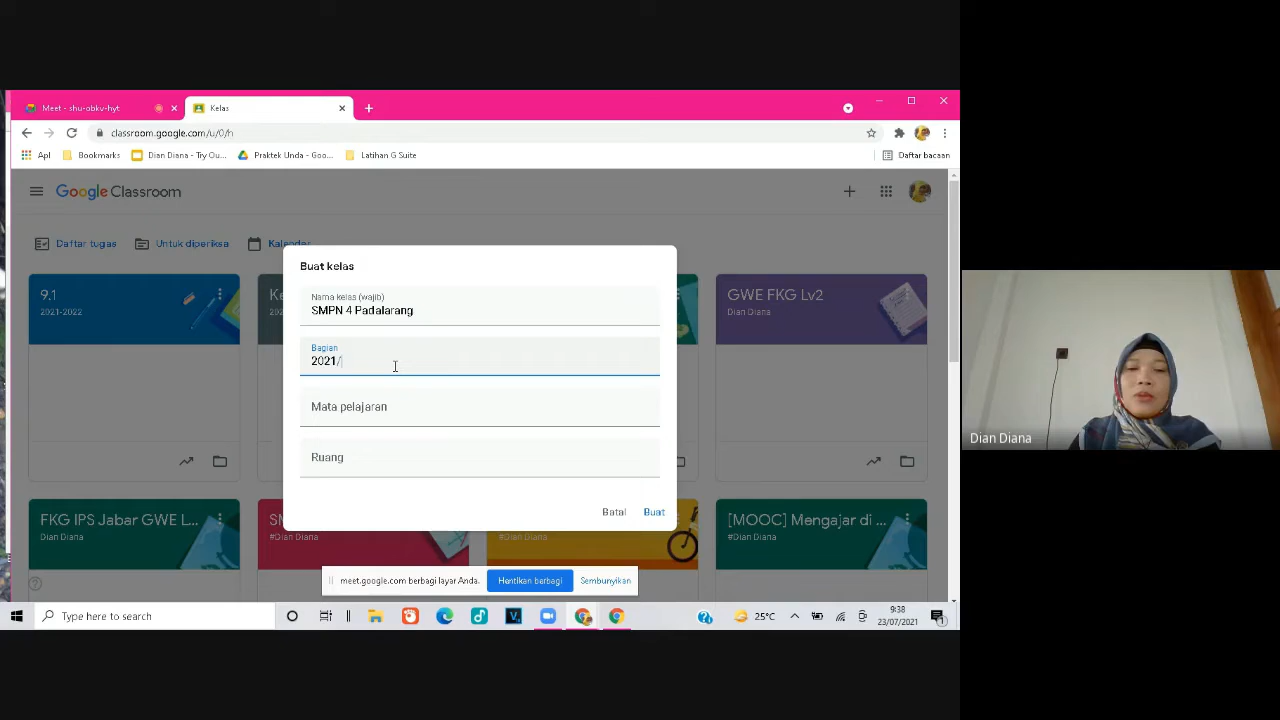 Meet - shu-obkv-hyt
Kelas
classroom.google.com/u/0/h
Apl
Bookmarks
Dian Diana - Try Ou...
Praktek Unda - Goo...
Latihan G Suite
Daftar bacaan
Google Classroom
Daftar tugas
Untuk diperiksa
Kalendar
9.1
2021-2022
GWE FKG Lv2
Dian Diana
Buat kelas
Nama kelas (wajib)
SMPN 4 Padalarang
Bagian
2021/
Mata pelajaran
Ruang
Batal
Buat
FKG IPS Jabar GWE L...
Dian Diana
#Dian Diana
#Dian Diana
[MOOC] Mengajar di ...
#Dian Diana
meet.google.com berbagi layar Anda.
Hentikan berbagi
Sembunyikan
Type here to search
25°C
9:38
23/07/2021
Dian Diana